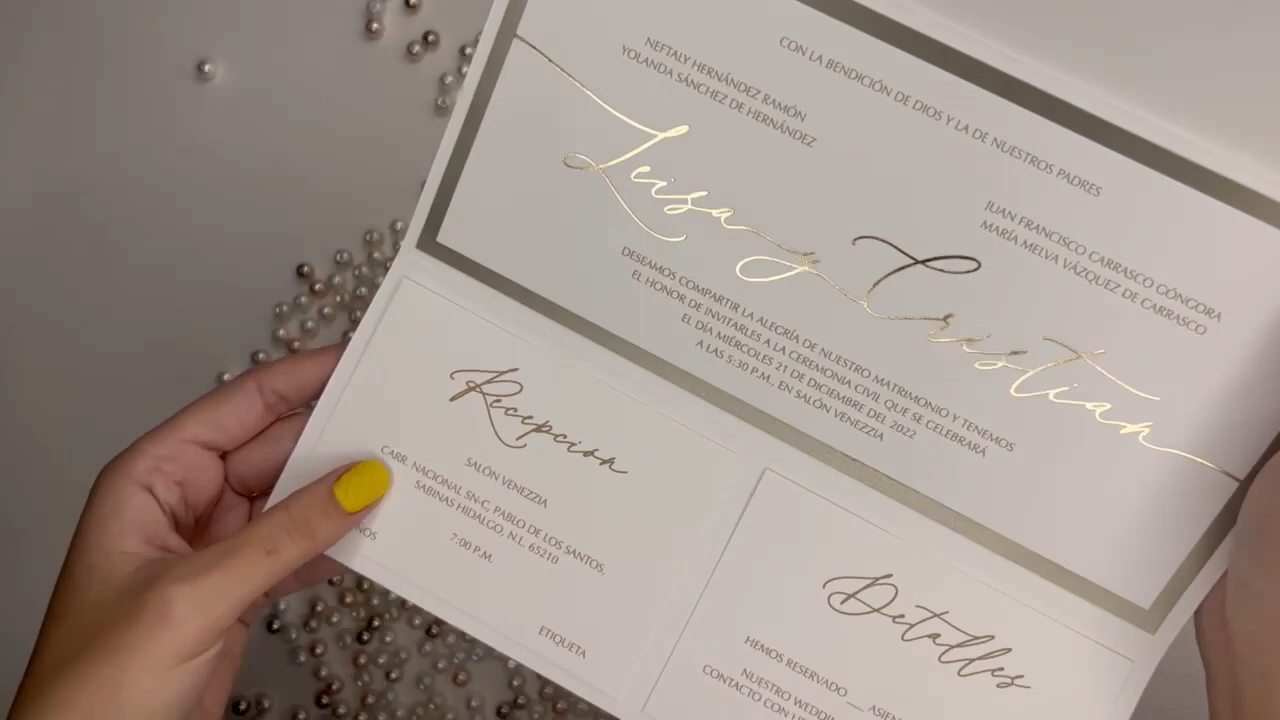 CON LA BENDICIÓN DE DIOS Y LA DE NUESTROS PADRES
NEFTALY HERNÁNDEZ RAMÓN
YOLANDA SÁNCHEZ DE HERNÁNDEZ
JUAN FRANCISCO CARRASCO GÓNGORA
MARÍA MELVA VÁZQUEZ DE CARRASCO
Leisa y Cristian
DESEAMOS COMPARTIR LA ALEGRÍA DE NUESTRO MATRIMONIO Y TENEMOS
EL HONOR DE INVITARLES A LA CEREMONIA CIVIL QUE SE CELEBRARÁ
EL DÍA MIÉRCOLES 21 DE DICIEMBRE DEL 2022
A LAS 5:30 P.M., EN SALÓN VENEZZIA
Recepcion
SALÓN VENEZZIA
CARR. NACIONAL SN-C, PABLO DE LOS SANTOS,
SABINAS HIDALGO, N.L. 65210
7:00 P.M.
ETIQUETA
Detalles
HEMOS RESERVADO ___
NUESTRO
CONTACTO CON